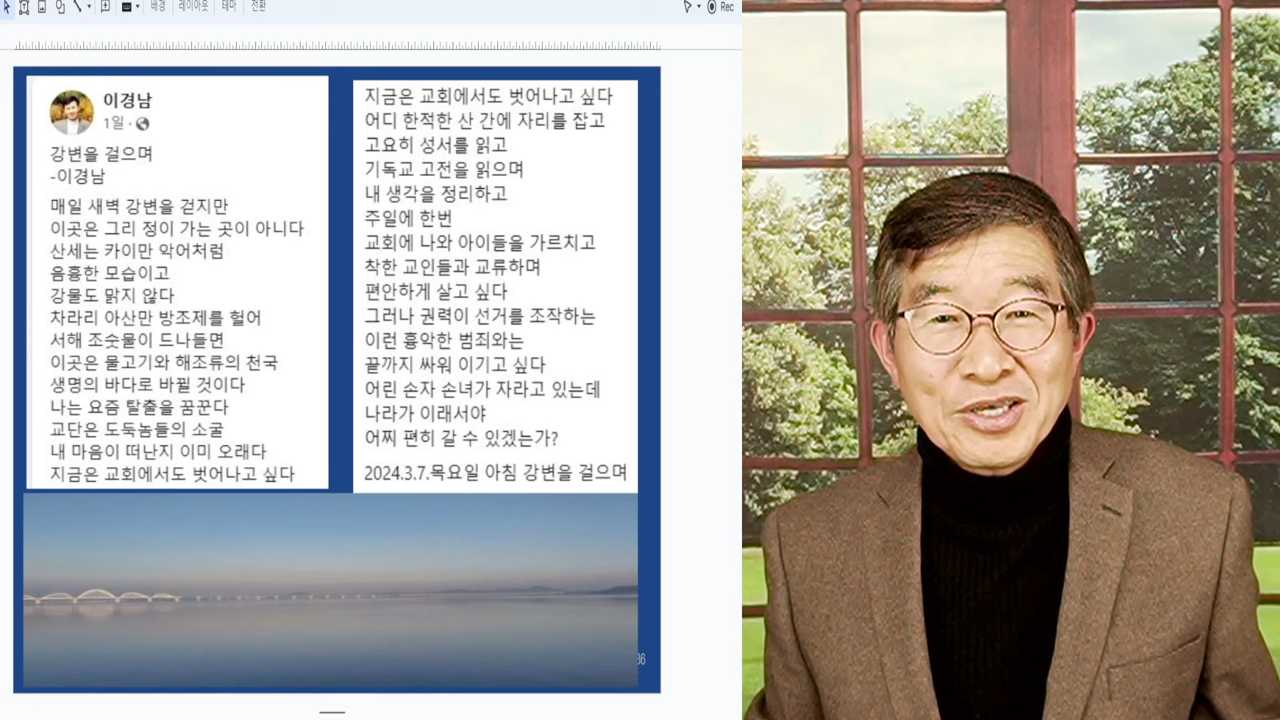 배경 레이아웃 테마 전환
Rec
이경남
1일 ·
강변을 걸으며
-이경남
매일 새벽 강변을 걷지만
이곳은 그리 정이 가는 곳이 아니다
산세는 카이만 악어처럼
음흉한 모습이고
강물도 맑지 않다
차라리 아산만 방조제를 헐어
서해 조숫물이 드나들면
이곳은 물고기와 해조류의 천국
생명의 바다로 바뀔 것이다
나는 요즘 탈출을 꿈꾼다
교단은 도둑놈들의 소굴
내 마음이 떠난지 이미 오래다
지금은 교회에서도 벗어나고 싶다
지금은 교회에서도 벗어나고 싶다
어디 한적한 산 간에 자리를 잡고
고요히 성서를 읽고
기독교 고전을 읽으며
내 생각을 정리하고
주일에 한번
교회에 나와 아이들을 가르치고
착한 교인들과 교류하며
편안하게 살고 싶다
그러나 권력이 선거를 조작하는
이런 흉악한 범죄와는
끝까지 싸워 이기고 싶다
어린 손자 손녀가 자라고 있는데
나라가 이래서야
어찌 편히 갈 수 있겠는가?
2024.3.7.목요일 아침 강변을 걸으며
36